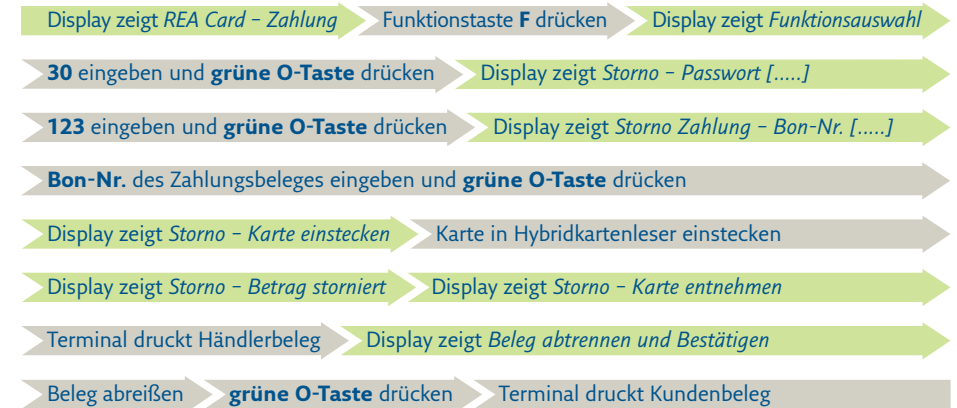 Display zeigt REA Card – Zahlung Funktionstaste F drücken Display zeigt Funktionsauswahl
30 eingeben und grüne O-Taste drücken Display zeigt Storno – Passwort [.....]
123 eingeben und grüne O-Taste drücken Display zeigt Storno Zahlung – Bon-Nr. [.....]
Bon-Nr. des Zahlungsbeleges eingeben und grüne O-Taste drücken
Display zeigt Storno – Karte einstecken Karte in Hybridkartenleser einstecken
Display zeigt Storno – Betrag storniert Display zeigt Storno – Karte entnehmen
Terminal druckt Händlerbeleg Display zeigt Beleg abtrennen und Bestätigen
Beleg abreißen grüne O-Taste drücken Terminal druckt Kundenbeleg